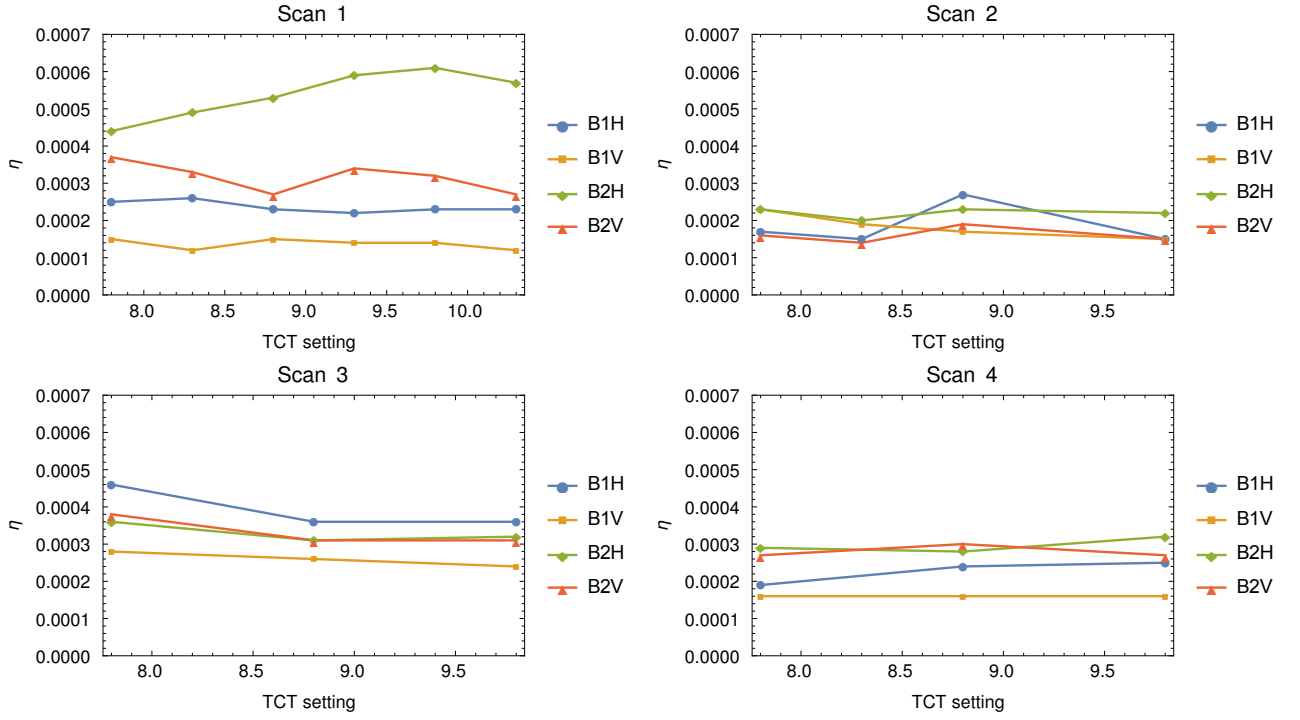 Scan 1
0.0007
0.0006
0.0005
0.0004
0.0003
0.0002
0.0001
0.0000
η
8.0 8.5 9.0 9.5 10.0
TCT setting
B1H
B1V
B2H
B2V
Scan 2
0.0007
0.0006
0.0005
0.0004
0.0003
0.0002
0.0001
0.0000
η
8.0 8.5 9.0 9.5
TCT setting
B1H
B1V
B2H
B2V
Scan 3
0.0007
0.0006
0.0005
0.0004
0.0003
0.0002
0.0001
0.0000
η
8.0 8.5 9.0 9.5
TCT setting
B1H
B1V
B2H
B2V
Scan 4
0.0007
0.0006
0.0005
0.0004
0.0003
0.0002
0.0001
0.0000
η
8.0 8.5 9.0 9.5
TCT setting
B1H
B1V
B2H
B2V